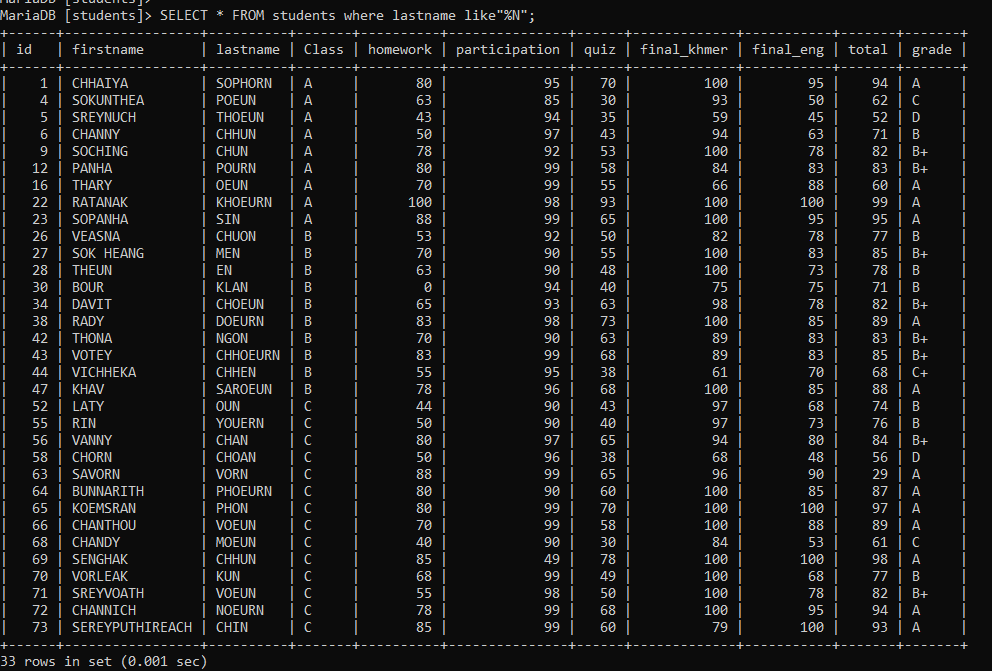 MariaDB [students]>
MariaDB [students]> SELECT * FROM students where lastname like"%N";
+------+-----------------+----------+-------+----------+---------------+------+-------------+-----------+-------+-------+
| id | firstname | lastname | Class | homework | participation | quiz | final_khmer | final_eng | total | grade |
+------+-----------------+----------+-------+----------+---------------+------+-------------+-----------+-------+-------+
| 1 | CHHAIYA | SOPHORN | A | 80 | 95 | 70 | 100 | 95 | 94 | A |
| 4 | SOKUNTHEA | POEUN | A | 63 | 85 | 30 | 93 | 50 | 62 | C |
| 5 | SREYNUCH | THOEUN | A | 43 | 94 | 35 | 59 | 45 | 52 | D |
| 6 | CHANNY | CHHUN | A | 50 | 97 | 43 | 94 | 63 | 71 | B |
| 9 | SOCHING | CHUN | A | 78 | 92 | 53 | 100 | 78 | 82 | B+ |
| 12 | PANHA | POURN | A | 80 | 99 | 58 | 84 | 83 | 83 | B+ |
| 16 | THARY | OEUN | A | 70 | 99 | 55 | 66 | 88 | 60 | A |
| 22 | RATANAK | KHOEURN | A | 100 | 98 | 93 | 100 | 100 | 99 | A |
| 23 | SOPANHA | SIN | A | 88 | 99 | 65 | 100 | 95 | 95 | A |
| 26 | VEASNA | CHUON | B | 53 | 92 | 50 | 82 | 78 | 77 | B |
| 27 | SOK HEANG | MEN | B | 70 | 90 | 55 | 100 | 83 | 85 | B+ |
| 28 | THEUN | EN | B | 63 | 90 | 48 | 100 | 73 | 78 | B |
| 30 | BOUR | KLAN | B | 0 | 94 | 40 | 75 | 75 | 71 | B |
| 34 | DAVIT | CHOEUN | B | 65 | 93 | 63 | 98 | 78 | 82 | B+ |
| 38 | RADY | DOEURN | B | 83 | 98 | 73 | 100 | 85 | 89 | A |
| 42 | THONA | NGON | B | 70 | 90 | 63 | 89 | 83 | 83 | B+ |
| 43 | VOTEY | CHHOEURN | B | 83 | 99 | 68 | 89 | 83 | 85 | B+ |
| 44 | VICHHEKA | CHHEN | B | 55 | 95 | 38 | 61 | 70 | 68 | C+ |
| 47 | KHAV | SAROEUN | B | 78 | 96 | 68 | 100 | 85 | 88 | A |
| 52 | LATY | OUN | C | 44 | 90 | 43 | 97 | 68 | 74 | B |
| 55 | RIN | YOUERN | C | 50 | 90 | 40 | 97 | 73 | 76 | B |
| 56 | VANNY | CHAN | C | 80 | 97 | 65 | 94 | 80 | 84 | B+ |
| 58 | CHORN | CHOAN | C | 50 | 96 | 38 | 68 | 48 | 56 | D |
| 63 | SAVORN | VORN | C | 88 | 99 | 65 | 96 | 90 | 29 | A |
| 64 | BUNNARITH | PHOEURN | C | 80 | 90 | 60 | 100 | 85 | 87 | A |
| 65 | KOEMSRAN | PHON | C | 80 | 99 | 70 | 100 | 100 | 97 | A |
| 66 | CHANTHOU | VOEUN | C | 70 | 99 | 58 | 100 | 88 | 89 | A |
| 68 | CHANDY | MOEUN | C | 40 | 90 | 30 | 84 | 53 | 61 | C |
| 69 | SENGHAK | CHHUN | C | 85 | 49 | 78 | 100 | 100 | 98 | A |
| 70 | VORLEAK | KUN | C | 68 | 99 | 49 | 100 | 68 | 77 | B |
| 71 | SREYVOATH | VOEUN | C | 55 | 98 | 50 | 100 | 78 | 82 | B+ |
| 72 | CHANNICH | NOEURN | C | 78 | 99 | 68 | 100 | 95 | 94 | A |
| 73 | SEREYPUTHIREACH | CHIN | C | 85 | 99 | 60 | 79 | 100 | 93 | A |
+------+-----------------+----------+-------+----------+---------------+------+-------------+-----------+-------+-------+
33 rows in set (0.001 sec)